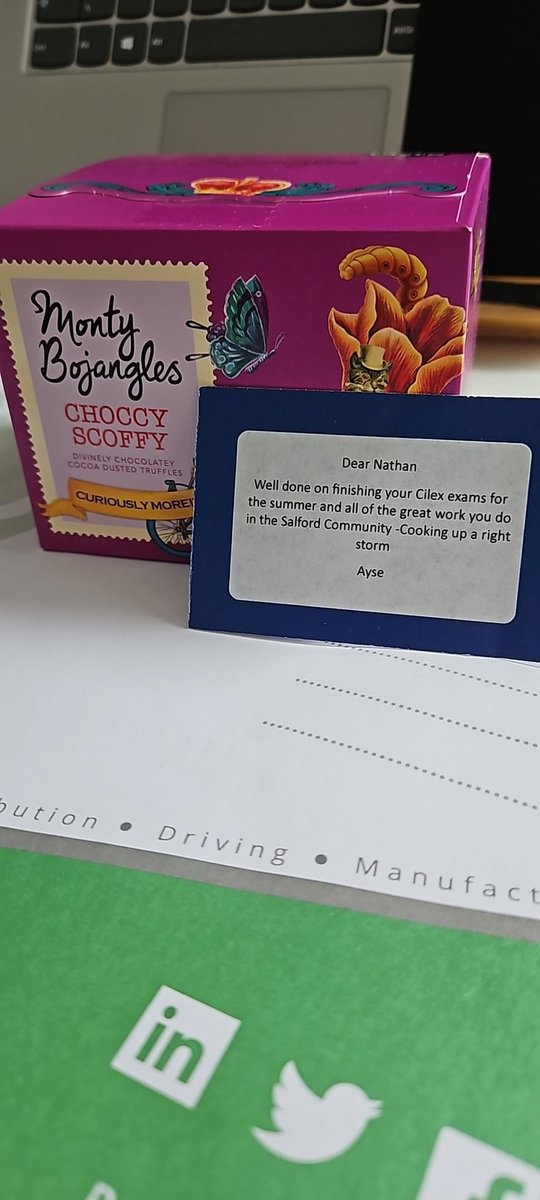 Monty
Bojangles
CHOCCY
SCOFFY
DIVINELY CHOCOLATEY
COCOA DUSTED TRUFFLES
CURIOUSLY MORE
Dear Nathan
Well done on finishing your Cilex exams for
the summer and all of the great work you do
in the Salford Community -Cooking up a right
storm
Ayse
bution • Driving • Manufact
in